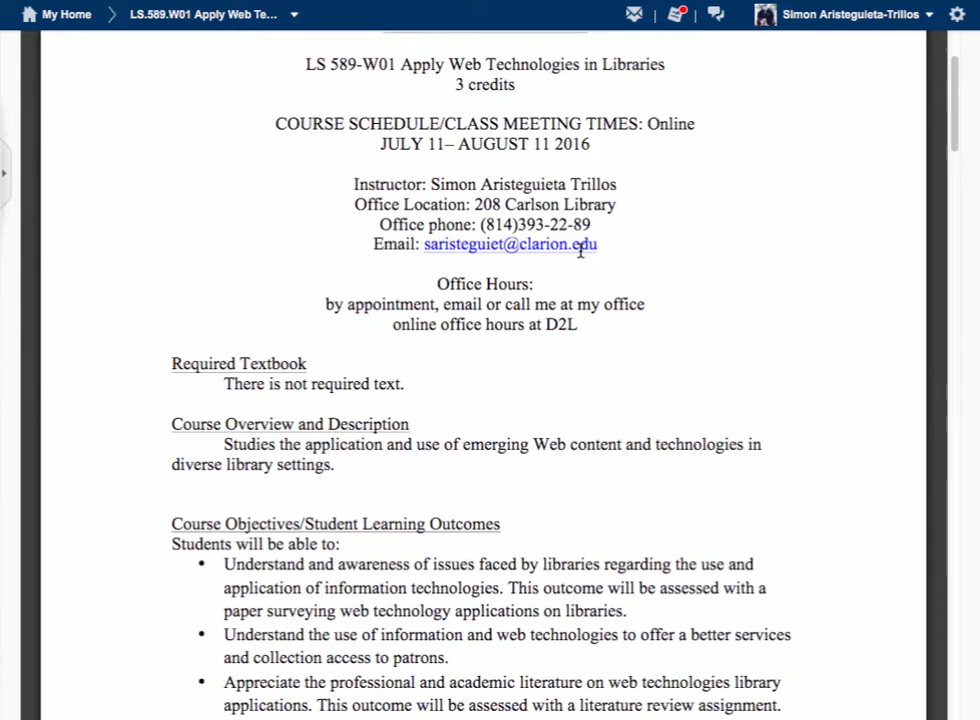 My Home
LS.589.W01 Apply Web Te...
Simon Aristeguieta-Trillos
LS 589-W01 Apply Web Technologies in Libraries
3 credits
COURSE SCHEDULE/CLASS MEETING TIMES: Online
JULY 11– AUGUST 11 2016
Instructor: Simon Aristeguieta Trillos
Office Location: 208 Carlson Library
Office phone: (814)393-22-89
Email: saristeguiet@clarion.edu
Office Hours:
by appointment, email or call me at my office
online office hours at D2L
Required Textbook
There is not required text.
Course Overview and Description
Studies the application and use of emerging Web content and technologies in
diverse library settings.
Course Objectives/Student Learning Outcomes
Students will be able to:
• Understand and awareness of issues faced by libraries regarding the use and
application of information technologies. This outcome will be assessed with a
paper surveying web technology applications on libraries.
• Understand the use of information and web technologies to offer a better services
and collection access to patrons.
• Appreciate the professional and academic literature on web technologies library
applications. This outcome will be assessed with a literature review assignment.